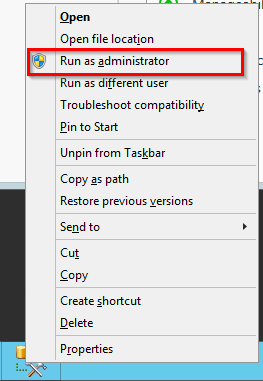 Open
Open file location
Run as administrator
Run as different user
Troubleshoot compatibility
Pin to Start
Unpin from Taskbar
Copy as path
Restore previous versions
Send to
Cut
Copy
Create shortcut
Delete
Properties